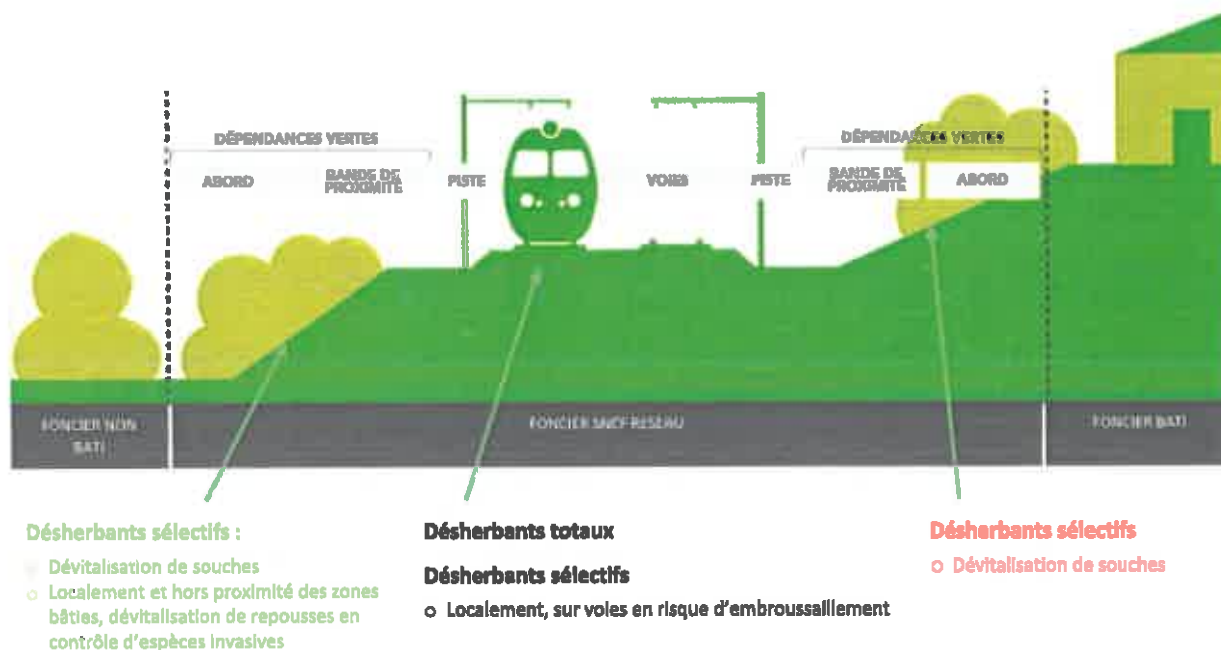 DÉPENDANCES VERTES
DÉPENDANCES VERTES
ABORD
BANDE DE
PROXIMITÉ
PISTE
VOIES
PISTE
BANDE DE
PROXIMITÉ
ABORD
FONCIER NON
BATI
FONCIER SNCF RESEAU
FONCIER BATI
Désherbants sélectifs :
Dévitalisation de souches
Localement et hors proximité des zones
bâties, dévitalisation de repousses en
contrôle d'espèces invasives
Désherbants totaux
Désherbants sélectifs
o Localement, sur voies en risque d'embroussaillement
Désherbants sélectifs
o Dévitalisation de souches